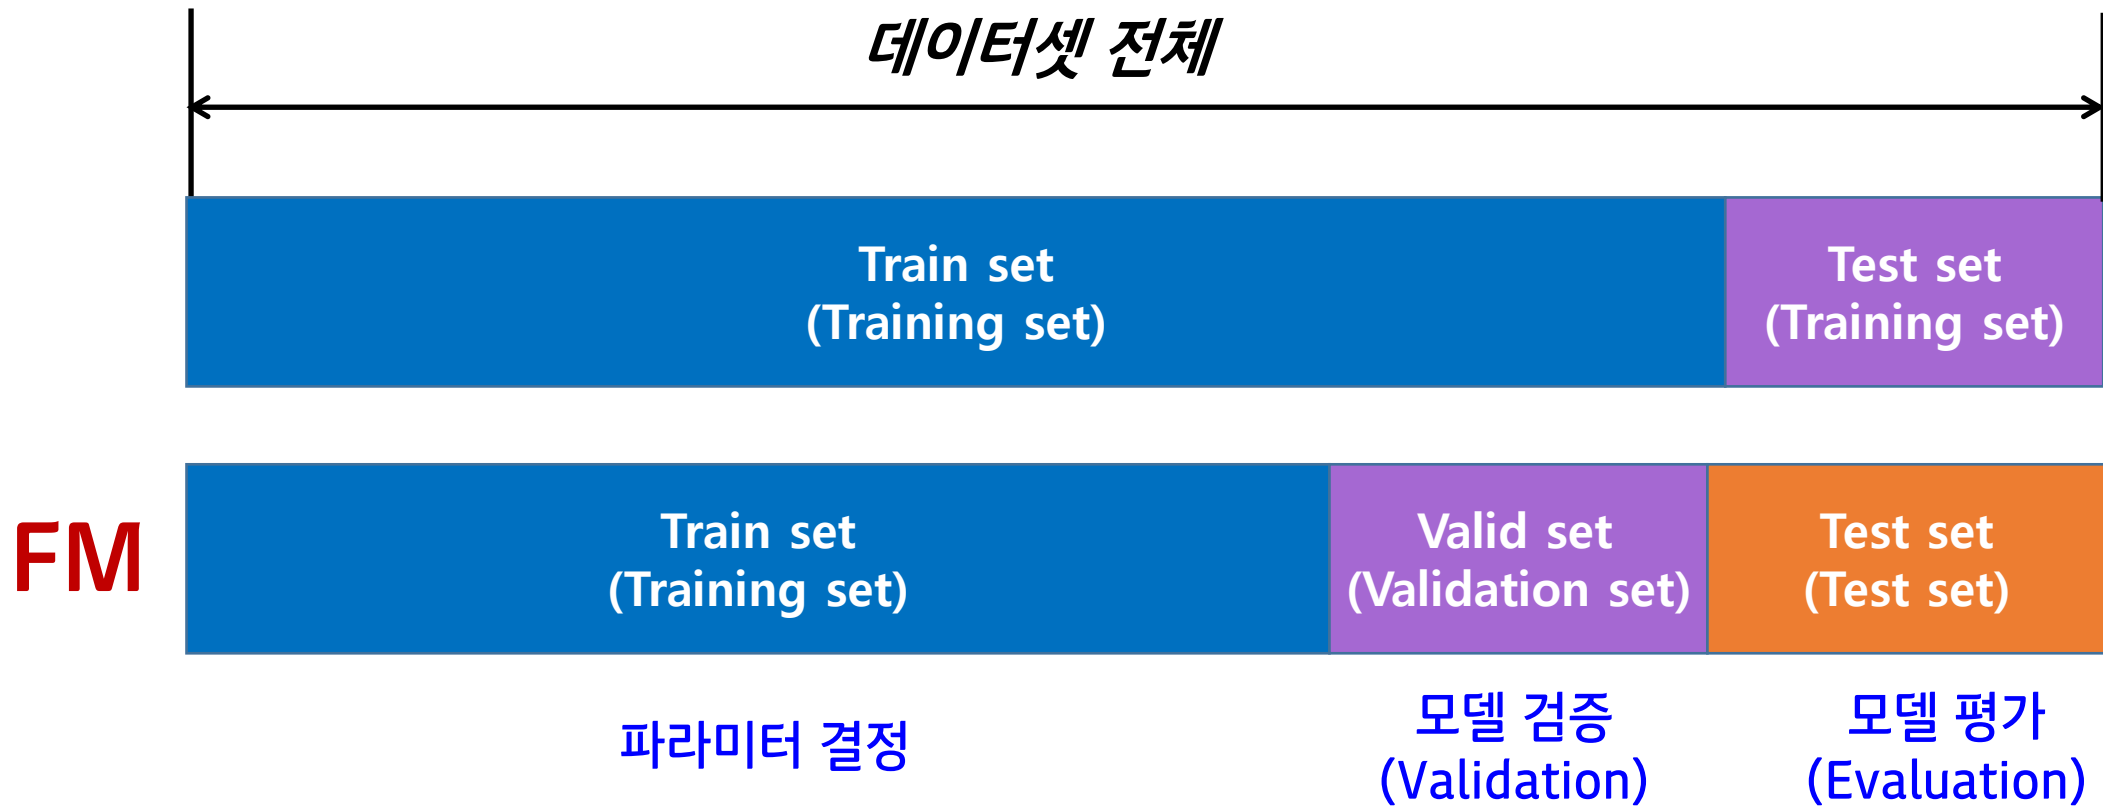 데이터셋 전체
Train set
(Training set)
Test set
(Training set)
FM
Train set
(Training set)
Valid set
(Validation set)
Test set
(Test set)
파라미터 결정
모델 검증
(Validation)
모델 평가
(Evaluation)